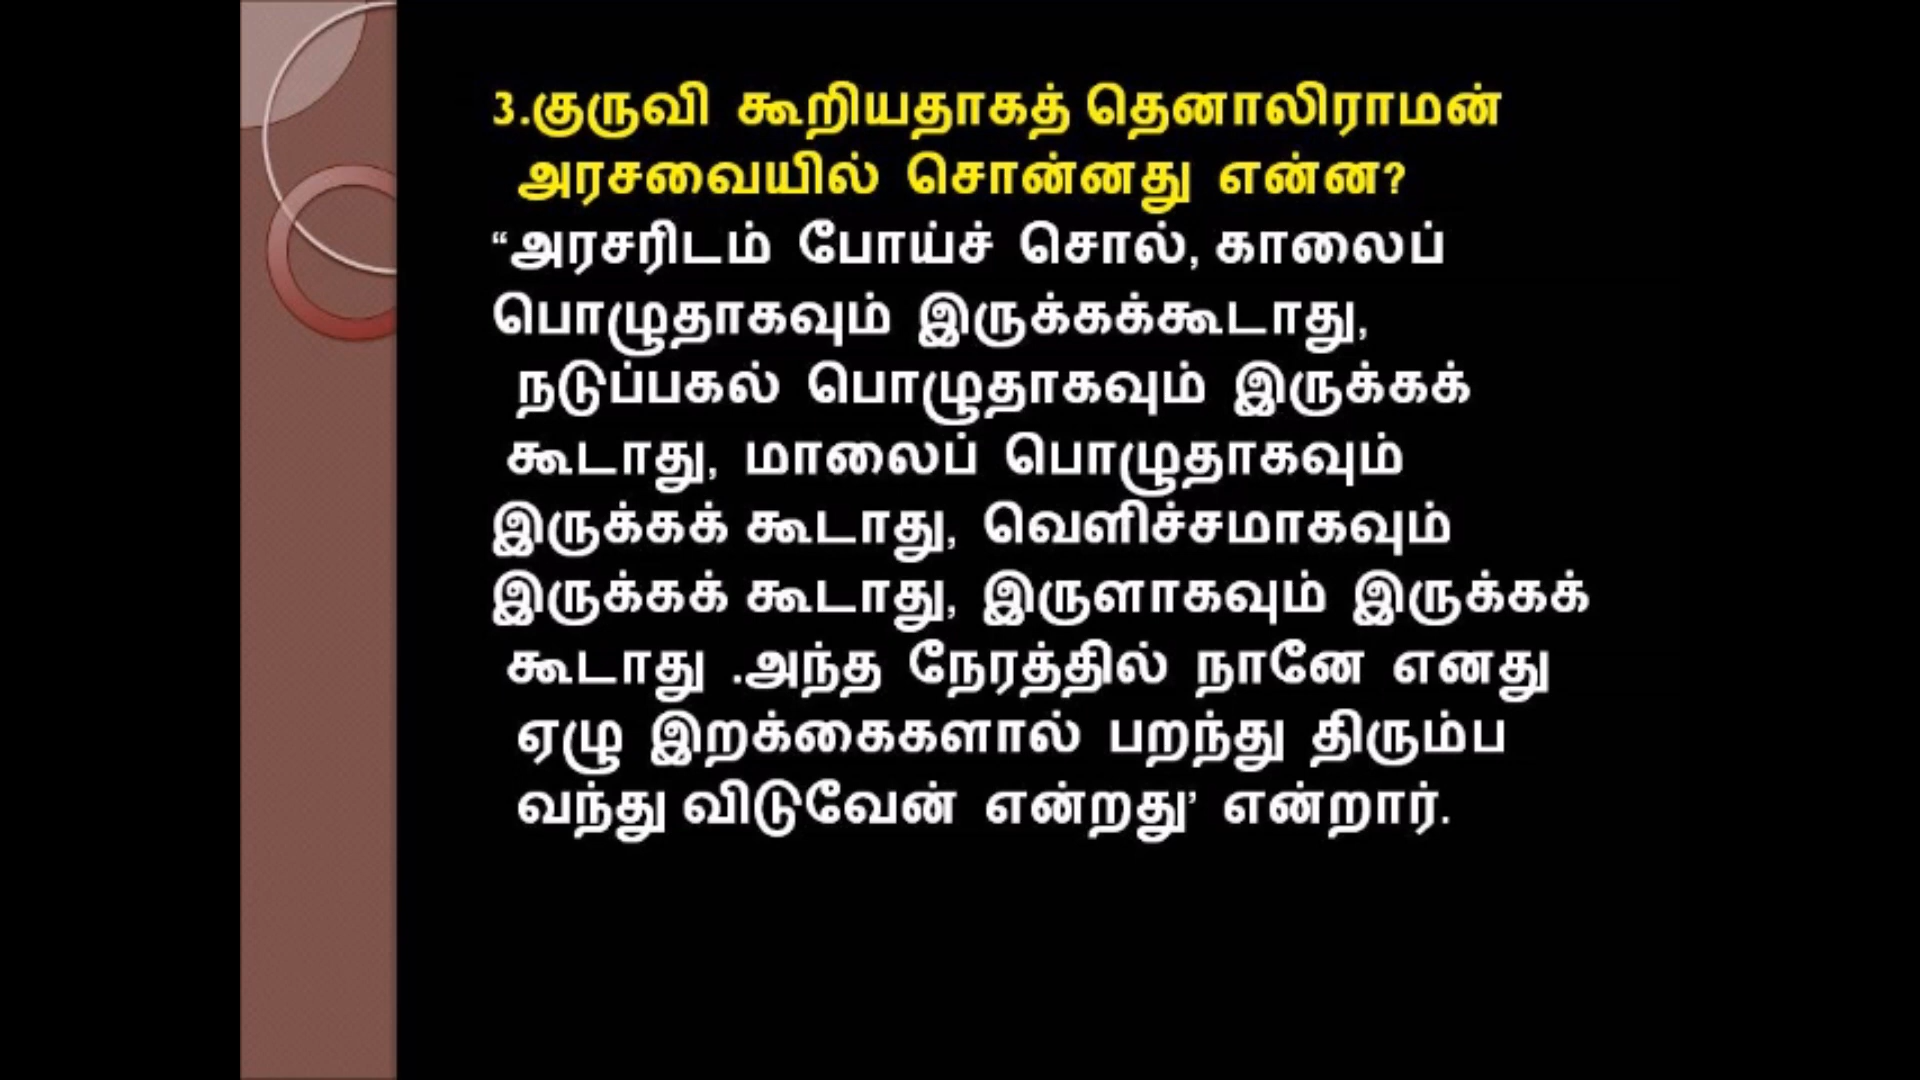 3.குருவி கூறியதாகத் தெனாலிராமன்
அரசவையில் சொன்னது என்ன?
“அரசரிடம் போய்ச் சொல், காலைப்
பொழுதாகவும் இருக்கக்கூடாது,
நடுப்பகல் பொழுதாகவும் இருக்கக்
கூடாது, மாலைப் பொழுதாகவும்
இருக்கக் கூடாது, வெளிச்சமாகவும்
இருக்கக் கூடாது, இருளாகவும் இருக்கக்
கூடாது .அந்த நேரத்தில் நானே எனது
ஏழு இறக்கைகளால் பறந்து திரும்ப
வந்து விடுவேன் என்றது’ என்றார்.